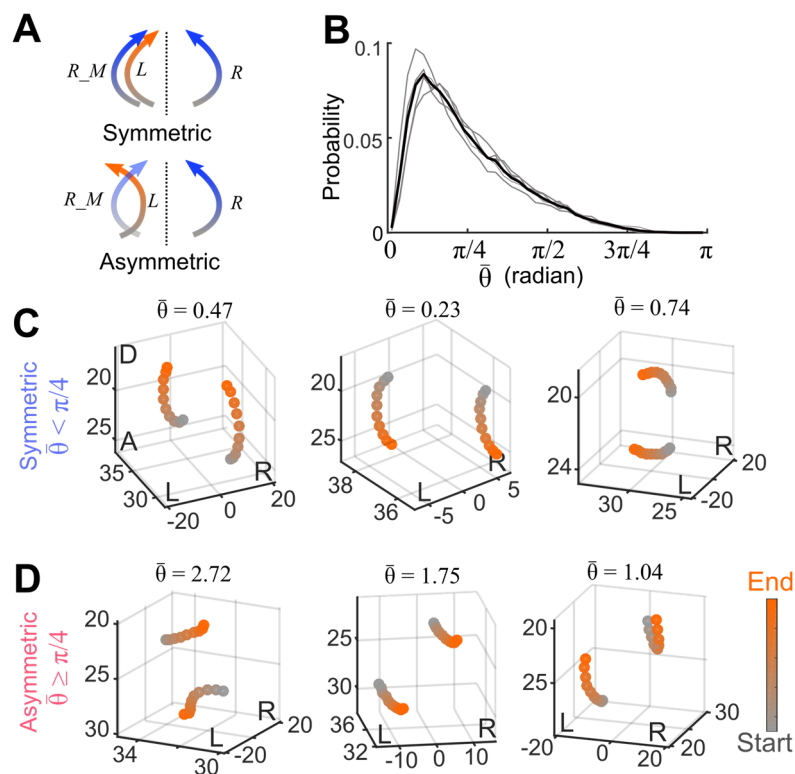 A
R_M
L
R
Symmetric
R_M
L
R
Asymmetric
B
Probability
0.1
0.05
0
0
π/4
π/2
3π/4
π
θ̄ (radian)
C
Symmetric
θ̄ < π/4
θ̄ = 0.47
D
20
25
A
35
30
L
-20
0
20
R
θ̄ = 0.23
20
25
38
36
L
-5
0
5
R
θ̄ = 0.74
20
24
30
25
L
-20
20
R
D
Asymmetric
θ̄ ≥ π/4
θ̄ = 2.72
20
25
30
34
30
L
-20
20
R
θ̄ = 1.75
25
30
36
32
L
-10
0
10
R
θ̄ = 1.04
20
25
L
-20
0
20
R
30
End
Start